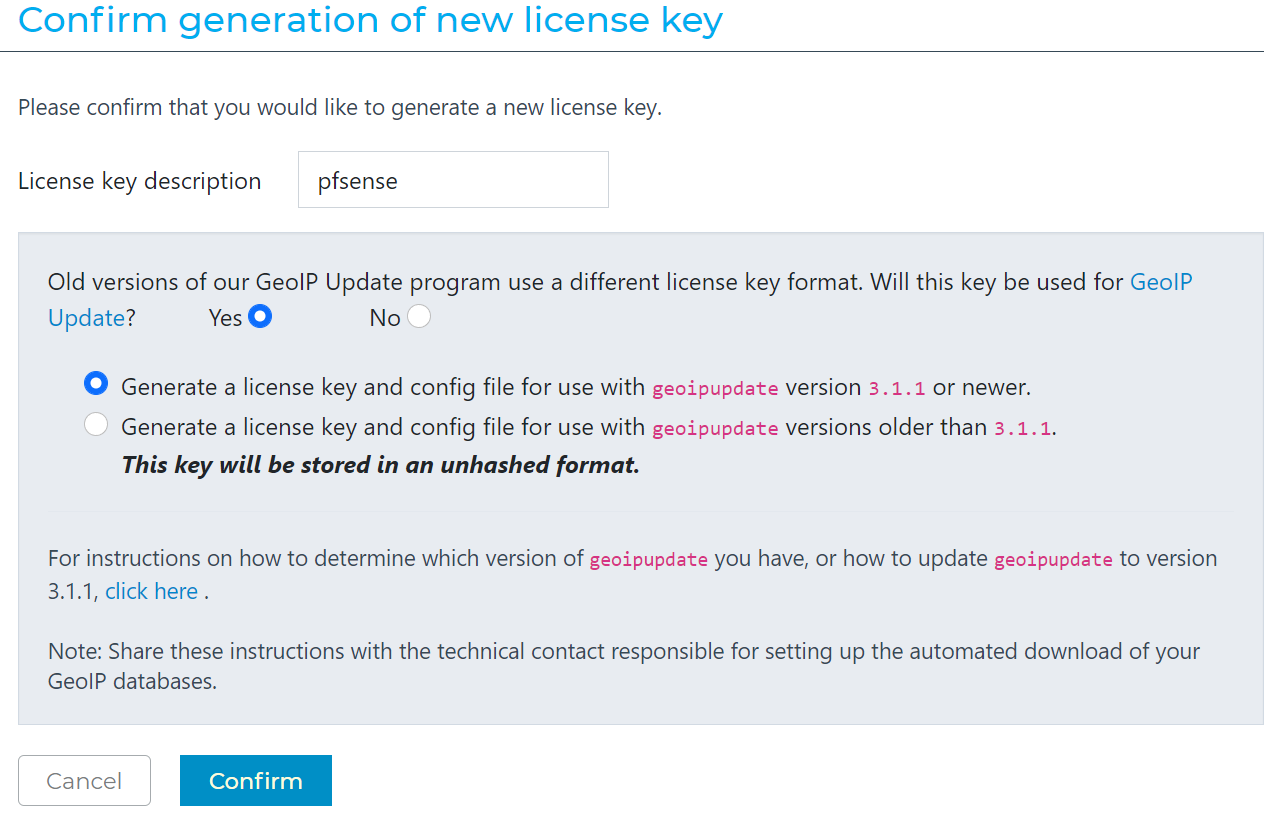 Confirm generation of new license key
Please confirm that you would like to generate a new license key.
License key description pfsense
Old versions of our GeoIP Update program use a different license key format. Will this key be used for GeoIP
Update? Yes No
Generate a license key and config file for use with geoipupdate version 3.1.1 or newer.
Generate a license key and config file for use with geoipupdate versions older than 3.1.1.
This key will be stored in an unhashed format.
For instructions on how to determine which version of geoipupdate you have, or how to update geoipupdate to version
3.1.1, click here .
Note: Share these instructions with the technical contact responsible for setting up the automated download of your
GeoIP databases.
Cancel Confirm